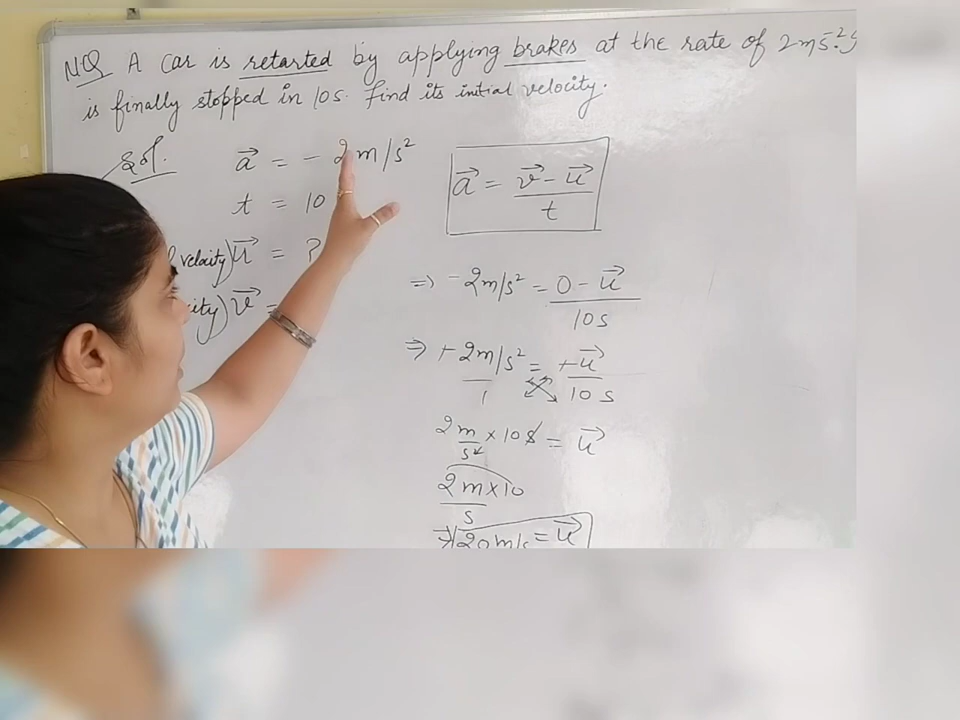 NQ A car is retarted by applying brakes at the rate of 2ms⁻².
is finally stopped in 10s. Find its initial velocity.
Sol.
a⃗ = - 2m/s²
t = 10
velocity) u⃗ = ?
city) v⃗ =
a⃗ = v⃗ - u⃗ / t
=> -2m/s² = 0 - u⃗ / 10s
=> +2m/s² / 1 = +u⃗ / 10s
2m/s² × 10s = u⃗
2m×10 / s
20m/s = u⃗